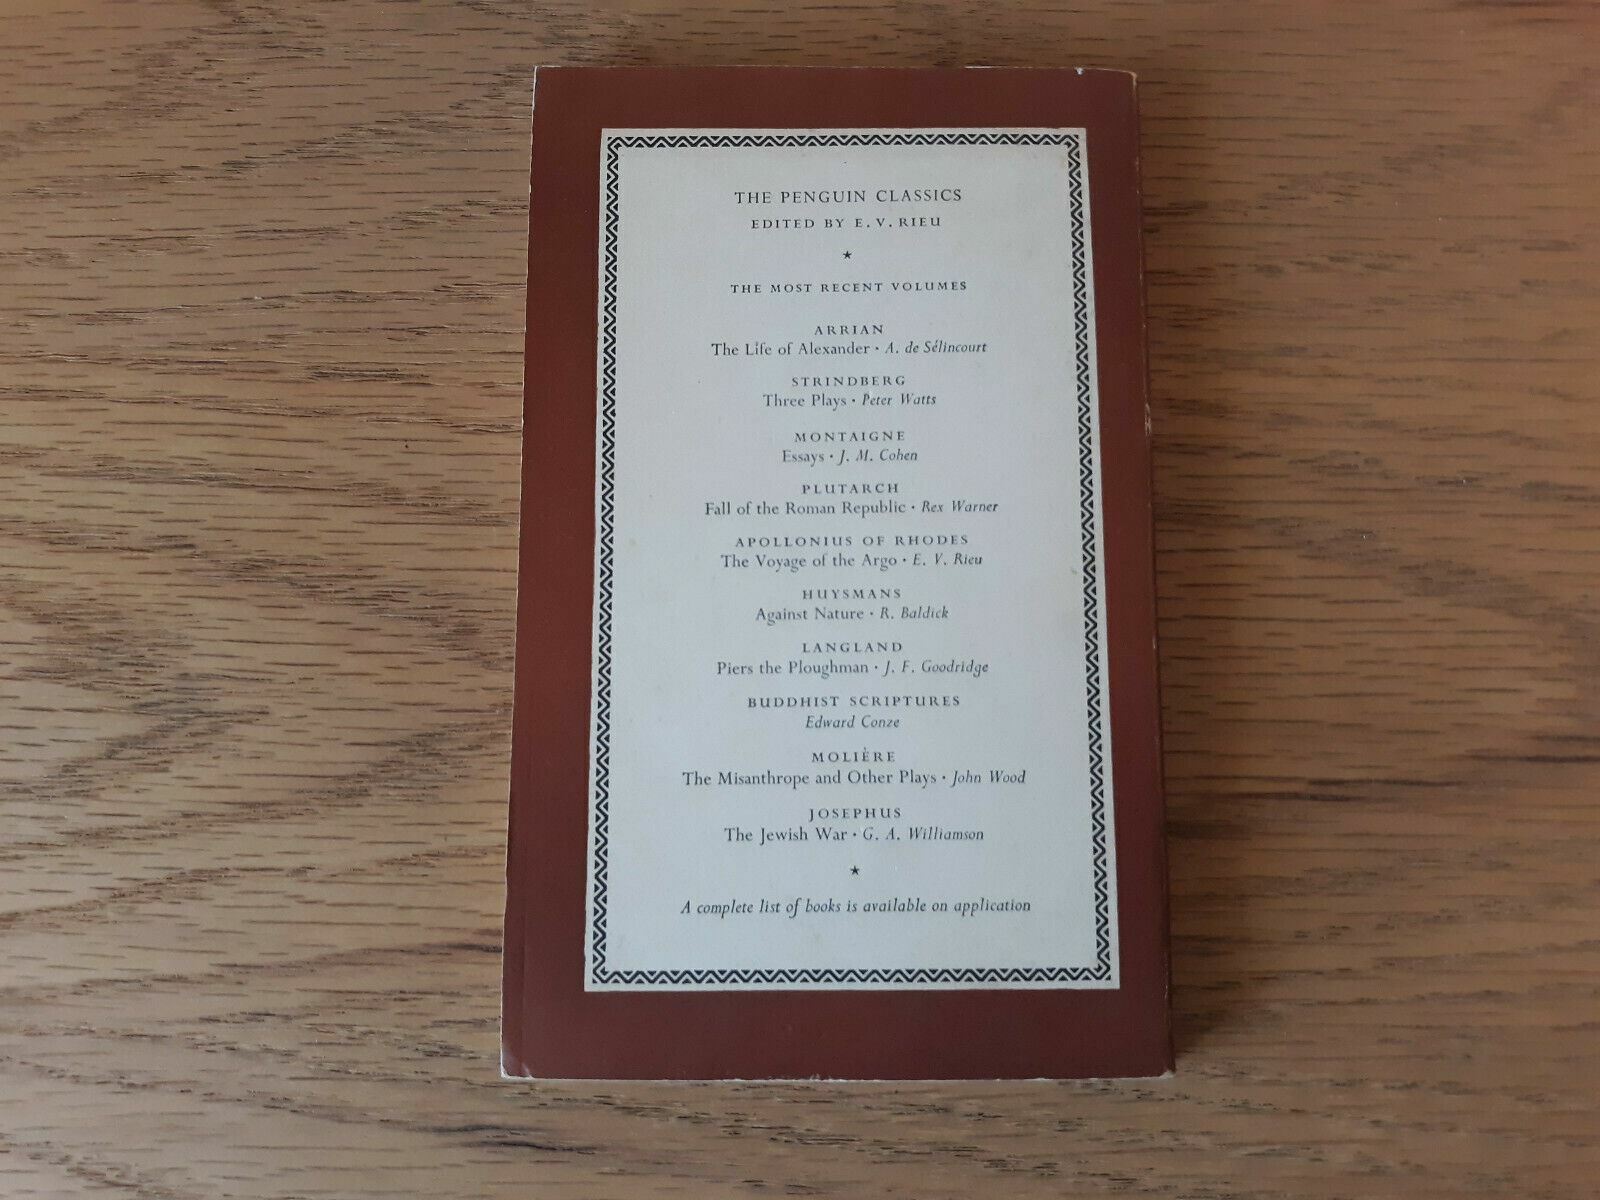 THE PENGUIN CLASSICS
EDITED BY E. V. RIEU
★
THE MOST RECENT VOLUMES
ARRIAN
The Life of Alexander · A. de Sélincourt
STRINDBERG
Three Plays · Peter Watts
MONTAIGNE
Essays · J. M. Cohen
PLUTARCH
Fall of the Roman Republic · Rex Warner
APOLLONIUS OF RHODES
The Voyage of the Argo · E. V. Rieu
HUYSMANS
Against Nature · R. Baldick
LANGLAND
Piers the Ploughman · J. F. Goodridge
BUDDHIST SCRIPTURES
Edward Conze
MOLIÈRE
The Misanthrope and Other Plays · John Wood
JOSEPHUS
The Jewish War · G. A. Williamson
★
A complete list of books is available on application